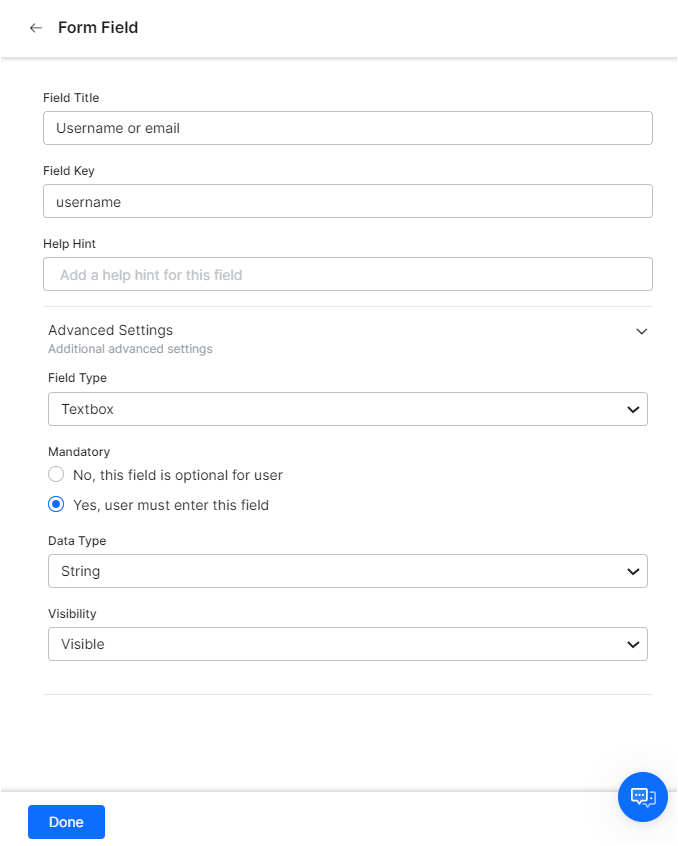 Form Field
Field Title
Username or email
Field Key
username
Help Hint
Add a help hint for this field
Advanced Settings
Additional advanced settings
Field Type
Textbox
Mandatory
No, this field is optional for user
Yes, user must enter this field
Data Type
String
Visibility
Visible
Done